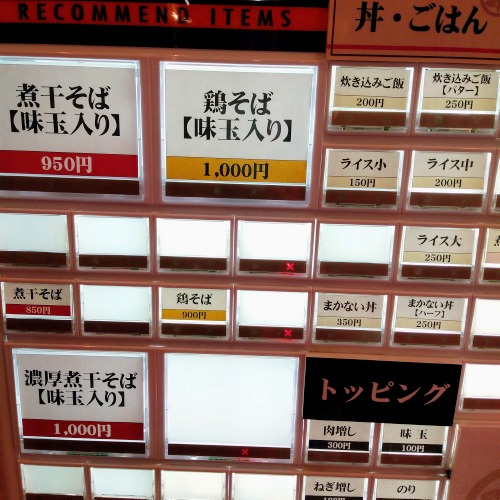 RECOMMEND ITEMS
丼・ごはん
煮干そば
【味玉入り】
950円
鶏そば
【味玉入り】
1,000円
炊き込みご飯
200円
炊き込みご飯
【バター】
250円
ライス小
150円
ライス中
200円
ライス大
250円
煮干そば
850円
鶏そば
900円
まかない丼
350円
まかない丼
【ハーフ】
250円
濃厚煮干そば
【味玉入り】
1,000円
トッピング
肉増し
300円
味玉
100円
ねぎ増し
のり